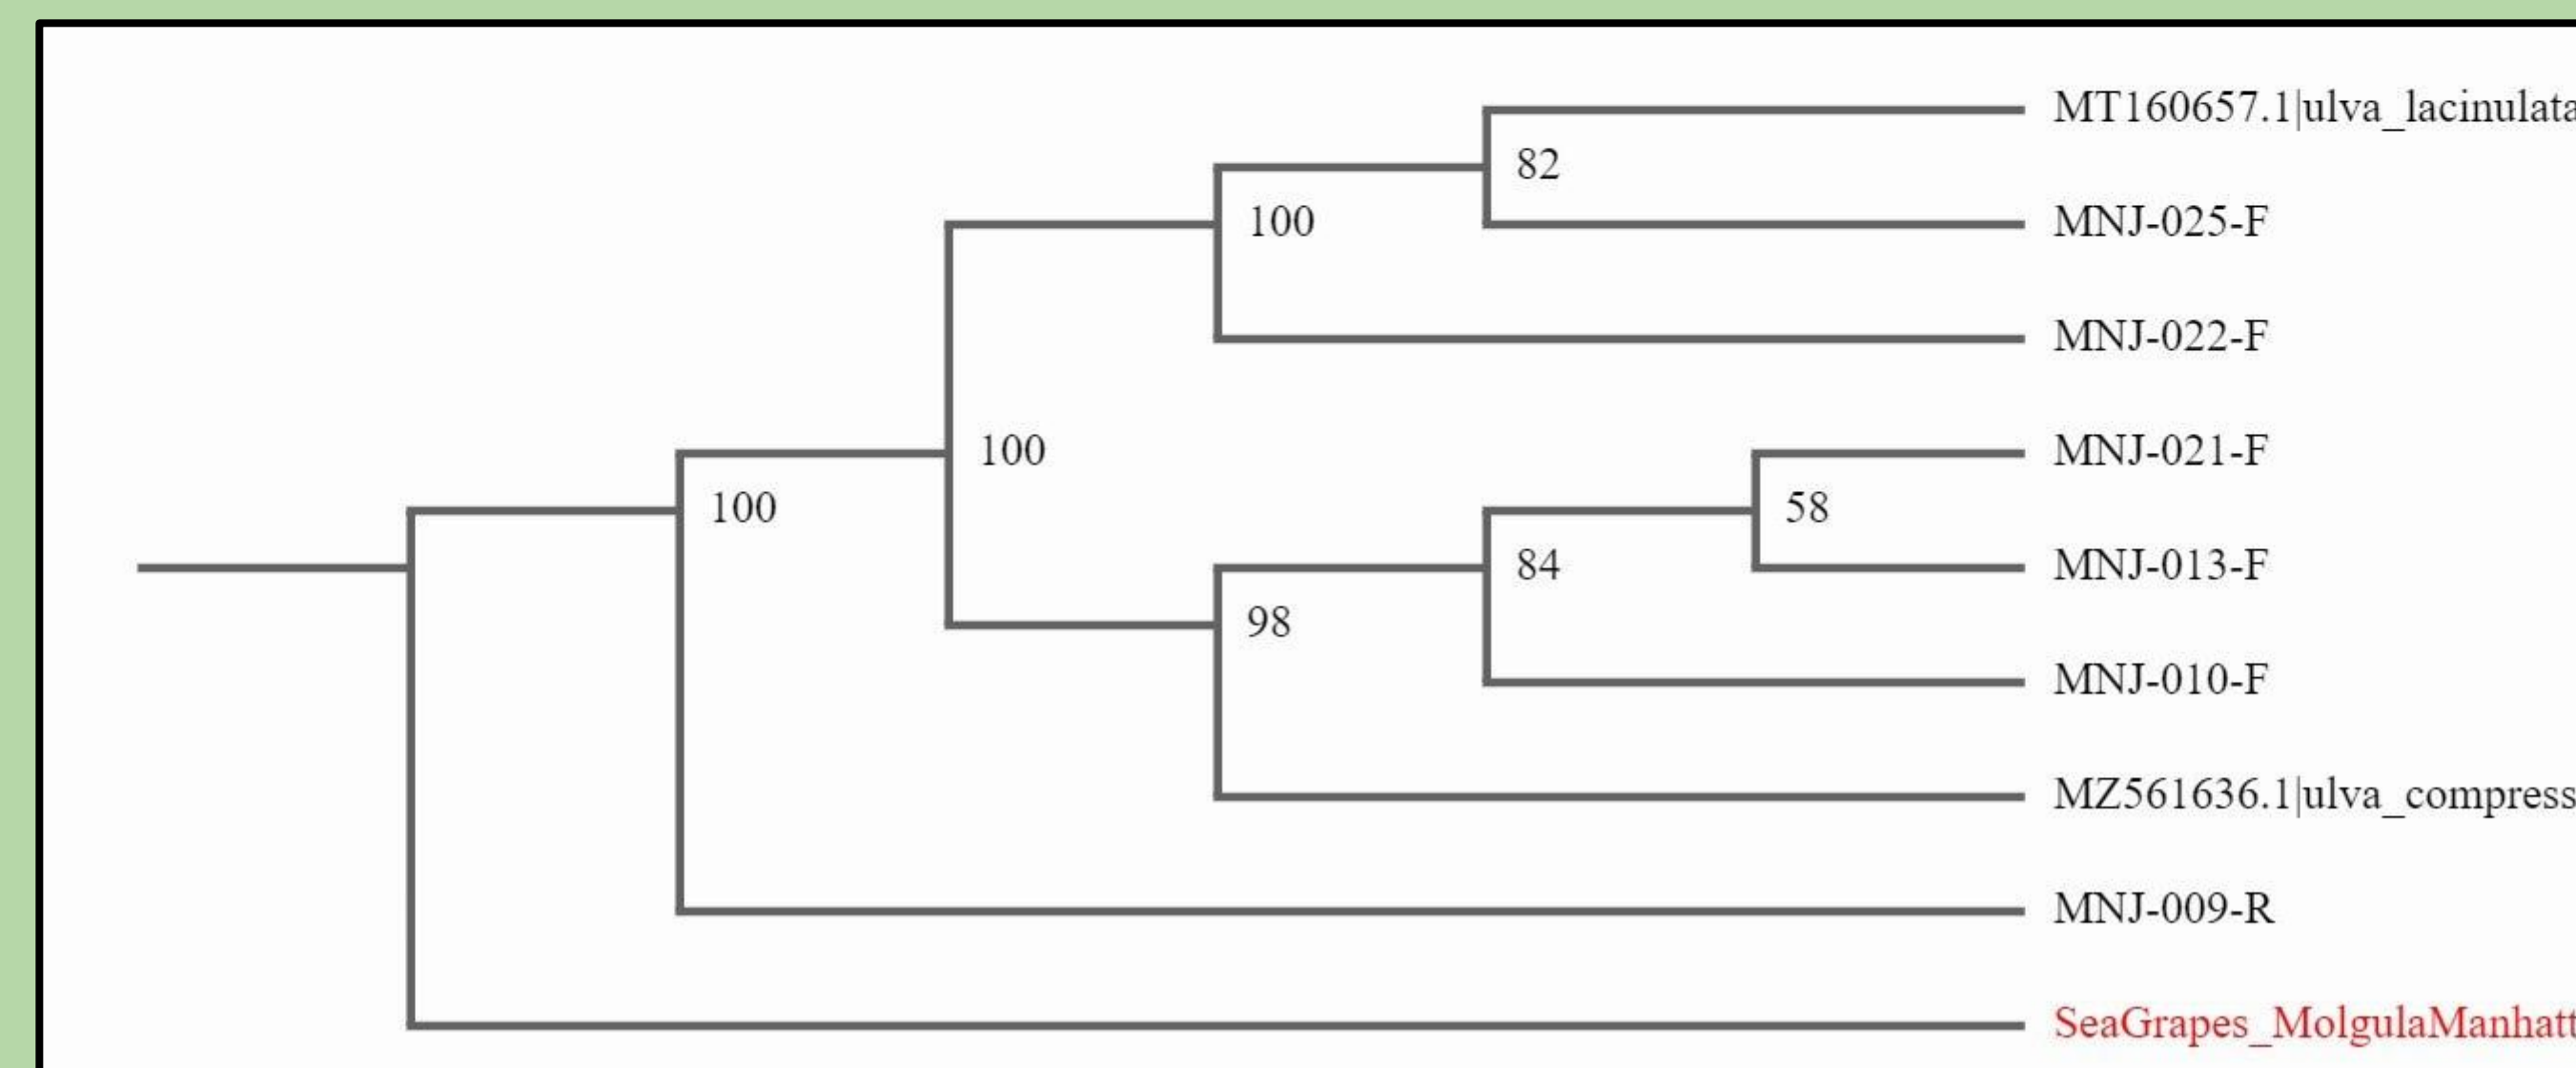 MT160657.1|ulva_lacinulata
82
100
MNJ-025-F
MNJ-022-F
100
MNJ-021-F
100
58
MNJ-013-F
84
98
MNJ-010-F
MZ561636.1|ulva_compress
MNJ-009-R
SeaGrapes_MolgulaManhatt